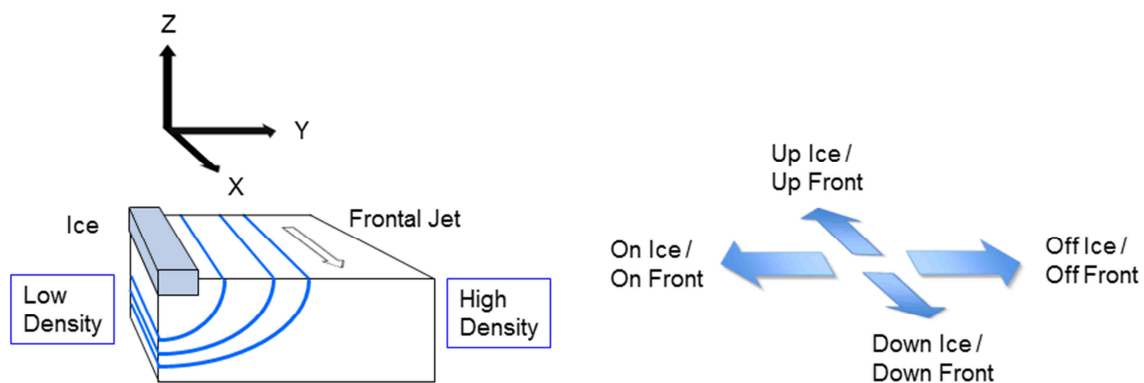 Z
Y
X
Ice
Frontal Jet
Low
Density
High
Density
Up Ice /
Up Front
On Ice /
On Front
Off Ice /
Off Front
Down Ice /
Down Front